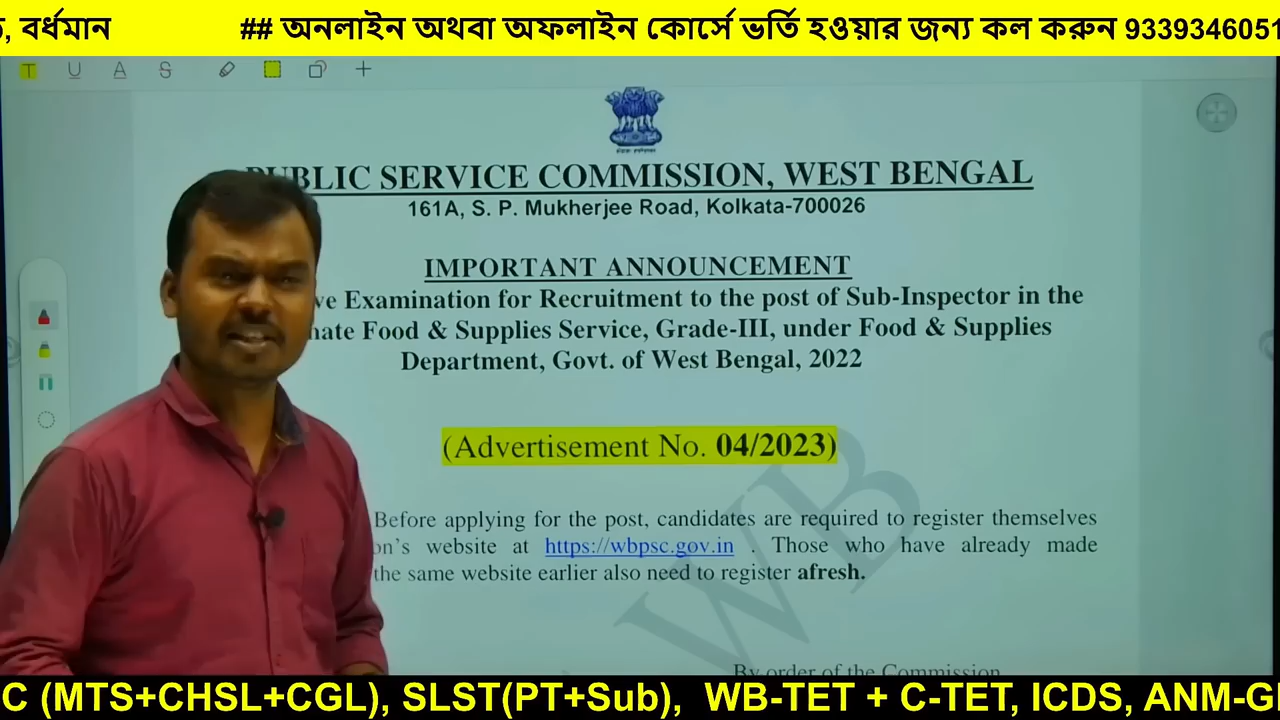 বর্ধমান ## অনলাইন অথবা অফলাইন কোর্সে ভর্তি হওয়ার জন্য কল করুন 9339346051
T U A S
PUBLIC SERVICE COMMISSION, WEST BENGAL
161A, S. P. Mukherjee Road, Kolkata-700026
IMPORTANT ANNOUNCEMENT
ve Examination for Recruitment to the post of Sub-Inspector in the
nate Food & Supplies Service, Grade-III, under Food & Supplies
Department, Govt. of West Bengal, 2022
(Advertisement No. 04/2023)
Before applying for the post, candidates are required to register themselves
on's website at https://wbpsc.gov.in . Those who have already made
the same website earlier also need to register afresh.
WB
By order of the Commission
C (MTS+CHSL+CGL), SLST(PT+Sub), WB-TET + C-TET, ICDS, ANM-G